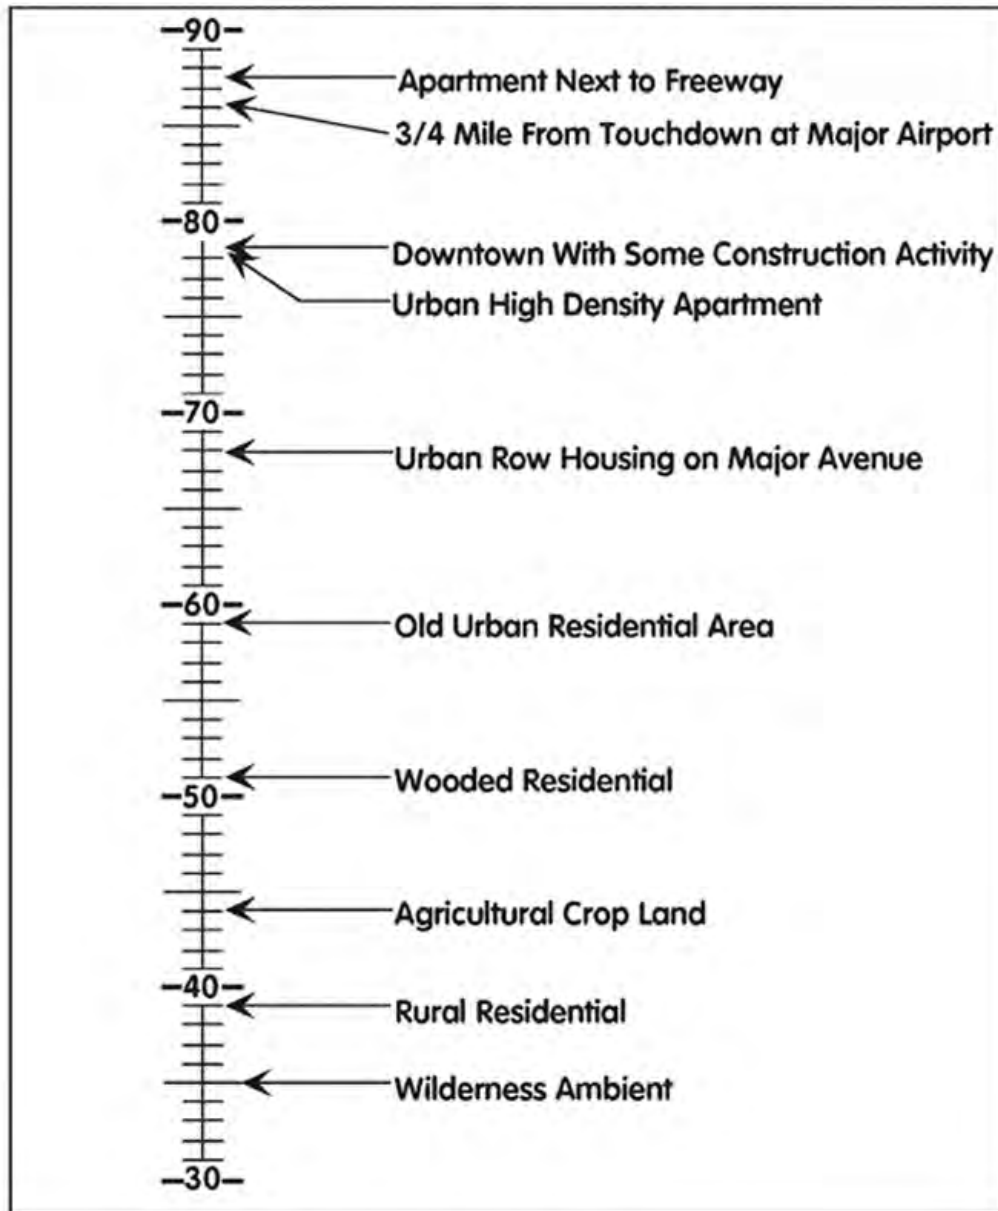 –90–
Apartment Next to Freeway
3/4 Mile From Touchdown at Major Airport
–80–
Downtown With Some Construction Activity
Urban High Density Apartment
–70–
Urban Row Housing on Major Avenue
–60–
Old Urban Residential Area
Wooded Residential
–50–
Agricultural Crop Land
–40–
Rural Residential
Wilderness Ambient
–30–